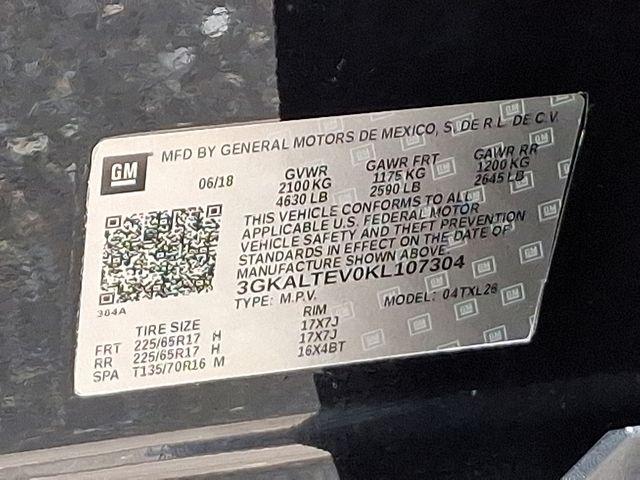 GM MFD BY GENERAL MOTORS DE MEXICO, S. DE R.L. DE C.V.
06/18
GVWR GAWR FRT GAWR RR
2100 KG 1175 KG 1200 KG
4630 LB 2590 LB 2645 LB
THIS VEHICLE CONFORMS TO ALL
APPLICABLE U.S. FEDERAL MOTOR
VEHICLE SAFETY AND THEFT PREVENTION
STANDARDS IN EFFECT ON THE DATE OF
MANUFACTURE SHOWN ABOVE
3GKALTEV0KL107304
TYPE: M.P.V. MODEL: 04TXL26
304A
TIRE SIZE RIM
FRT 225/65R17 H 17X7J
RR 225/65R17 H 17X7J
SPA T135/70R16 M 16X4BT